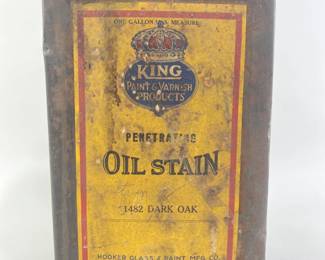 ONE GALLON U.S. MEASURE
KING
PAINT & VARNISH
PRODUCTS
PENETRATING
OIL STAIN
1482 DARK OAK
HOOKER GLASS & PAINT MFG. CO.